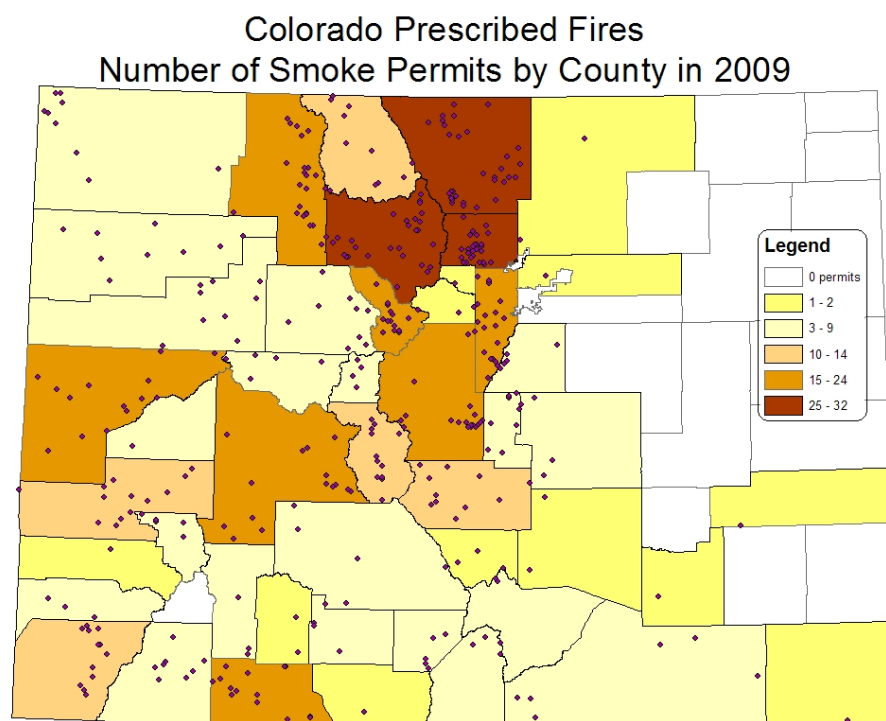 Colorado Prescribed Fires
Number of Smoke Permits by County in 2009
Legend
0 permits
1 - 2
3 - 9
10 - 14
15 - 24
25 - 32